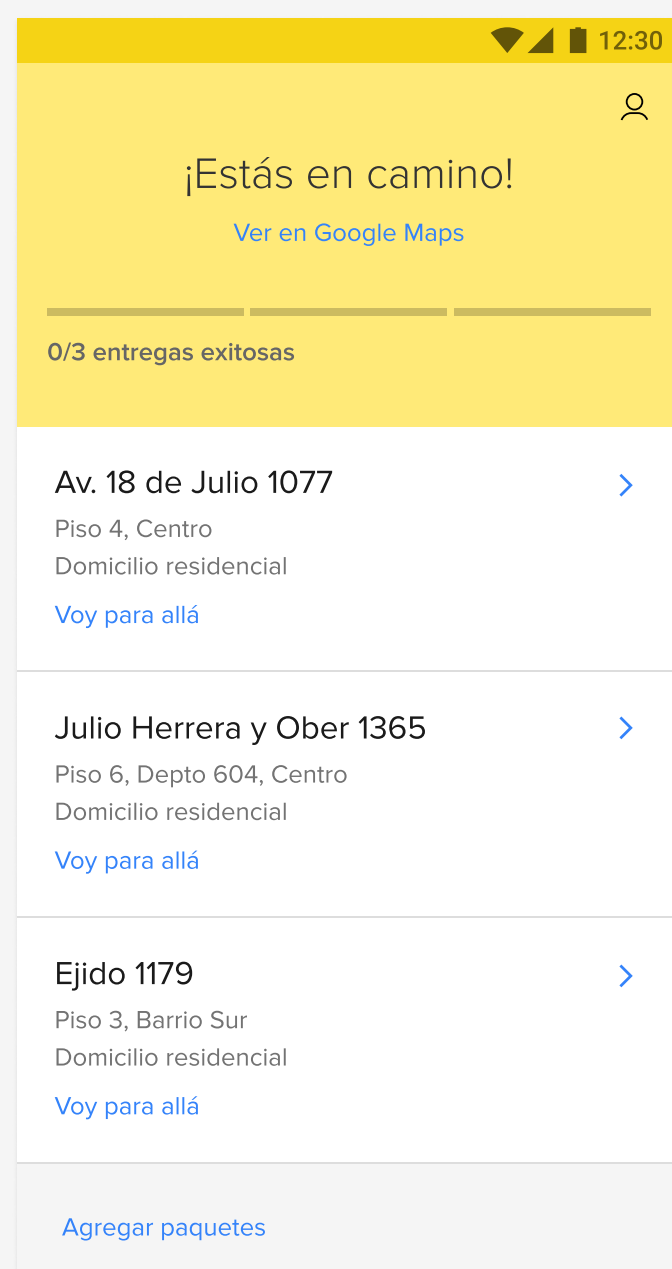 12:30
¡Estás en camino!
Ver en Google Maps
0/3 entregas exitosas
Av. 18 de Julio 1077
Piso 4, Centro
Domicilio residencial
Voy para allá
Julio Herrera y Ober 1365
Piso 6, Depto 604, Centro
Domicilio residencial
Voy para allá
Ejido 1179
Piso 3, Barrio Sur
Domicilio residencial
Voy para allá
Agregar paquetes